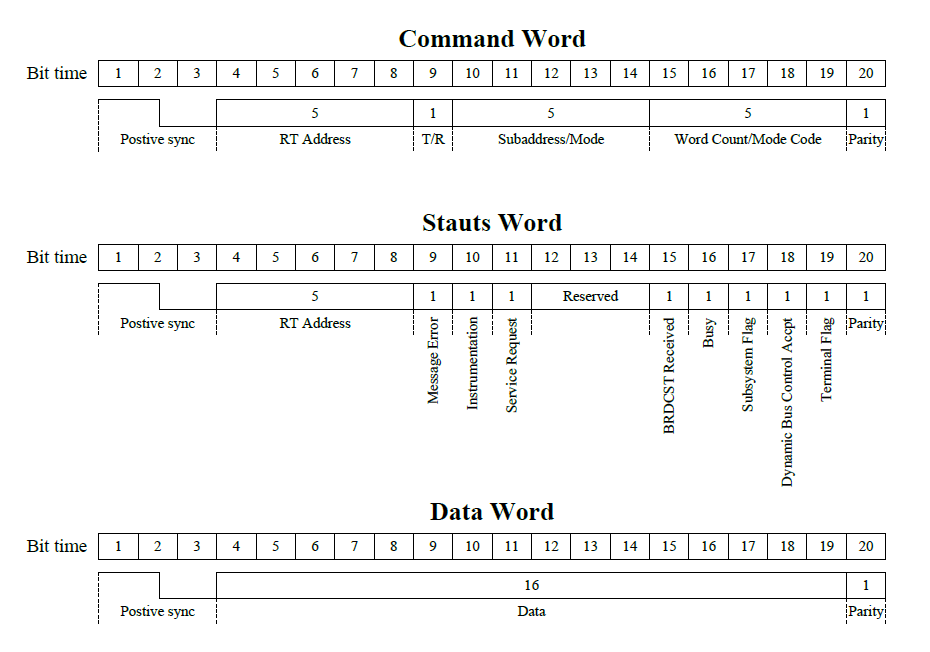 Command Word
Bit time 1 2 3 4 5 6 7 8 9 10 11 12 13 14 15 16 17 18 19 20
5 1 5 5 1
Postive sync RT Address T/R Subaddress/Mode Word Count/Mode Code Parity
Stauts Word
Bit time 1 2 3 4 5 6 7 8 9 10 11 12 13 14 15 16 17 18 19 20
5 1 1 1 Reserved 1 1 1 1 1 1
Postive sync RT Address Parity
Message Error
Instrumentation
Service Request
BRDCST Received
Busy
Subsystem Flag
Dynamic Bus Control Accpt
Terminal Flag
Data Word
Bit time 1 2 3 4 5 6 7 8 9 10 11 12 13 14 15 16 17 18 19 20
16 1
Postive sync Data Parity